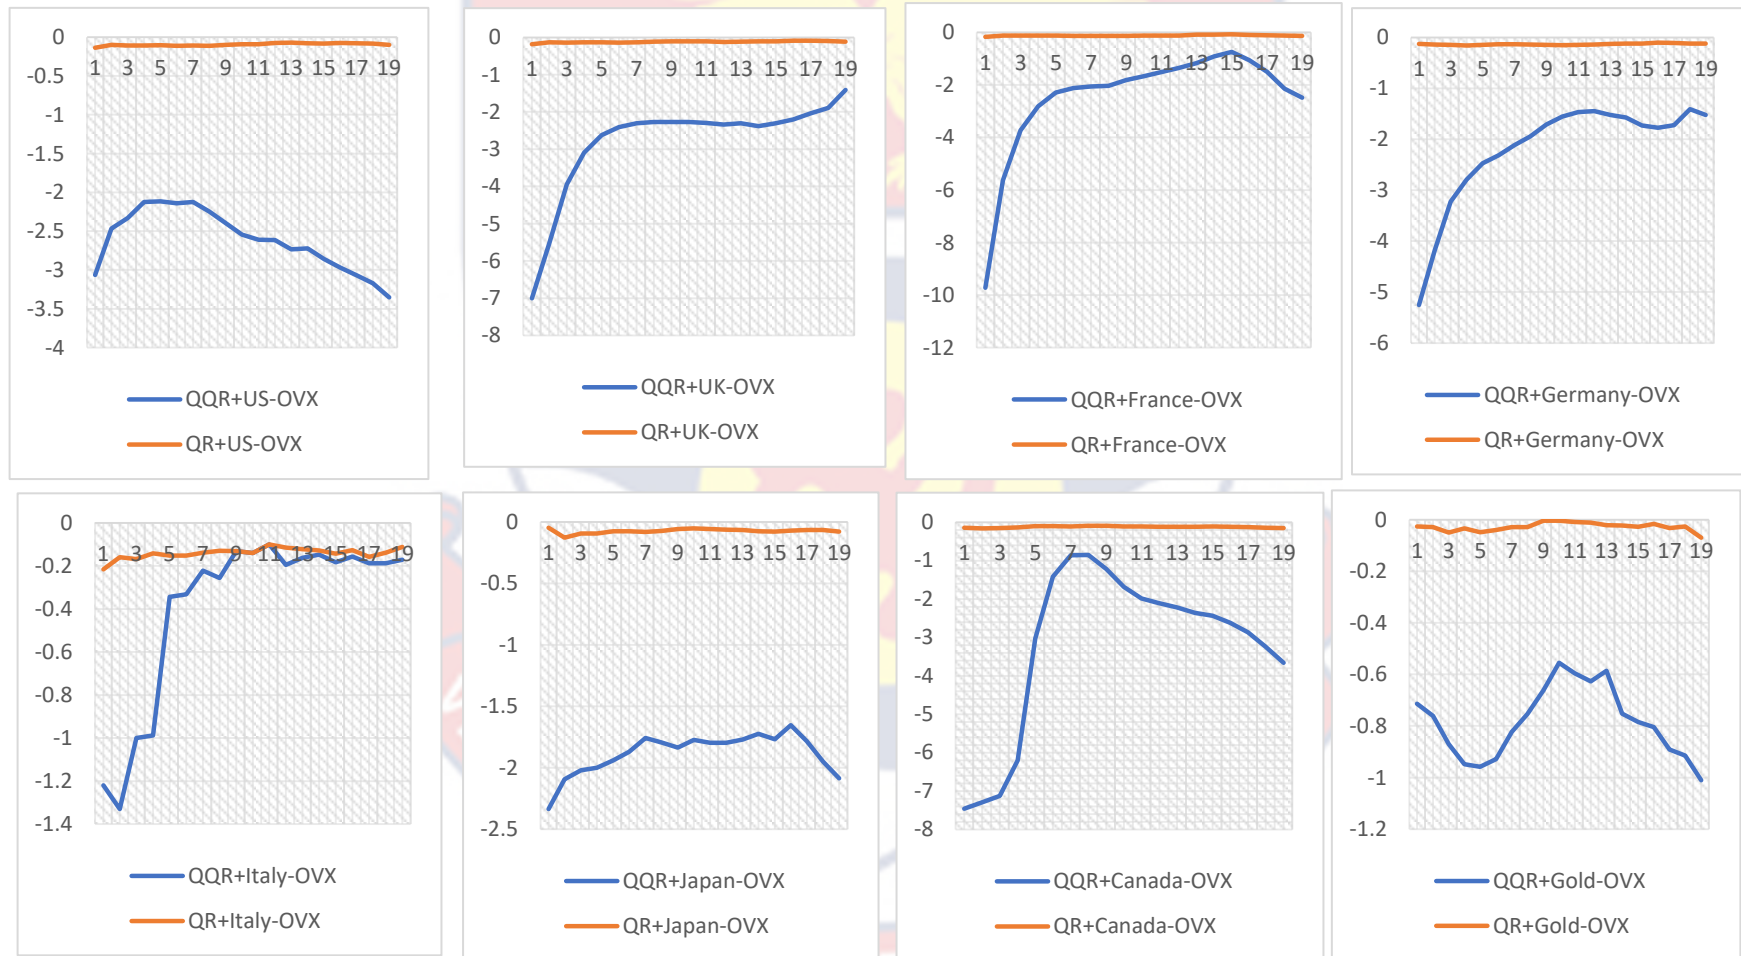 0
-0.5
-1
-1.5
-2
-2.5
-3
-3.5
-4
1 3 5 7 9 11 13 15 17 19
QQR+US-OVX
QR+US-OVX
0
-1
-2
-3
-4
-5
-6
-7
-8
1 3 5 7 9 11 13 15 17 19
QQR+UK-OVX
QR+UK-OVX
0
-2
-4
-6
-8
-10
-12
1 3 5 7 9 11 13 15 17 19
QQR+France-OVX
QR+France-OVX
0
-1
-2
-3
-4
-5
-6
1 3 5 7 9 11 13 15 17 19
QQR+Germany-OVX
QR+Germany-OVX
0
-0.2
-0.4
-0.6
-0.8
-1
-1.2
-1.4
1 3 5 7 9 11 13 15 17 19
QQR+Italy-OVX
QR+Italy-OVX
0
-0.5
-1
-1.5
-2
-2.5
1 3 5 7 9 11 13 15 17 19
QQR+Japan-OVX
QR+Japan-OVX
0
-1
-2
-3
-4
-5
-6
-7
-8
1 3 5 7 9 11 13 15 17 19
QQR+Canada-OVX
QR+Canada-OVX
0
-0.2
-0.4
-0.6
-0.8
-1
-1.2
1 3 5 7 9 11 13 15 17 19
QQR+Gold-OVX
QR+Gold-OVX